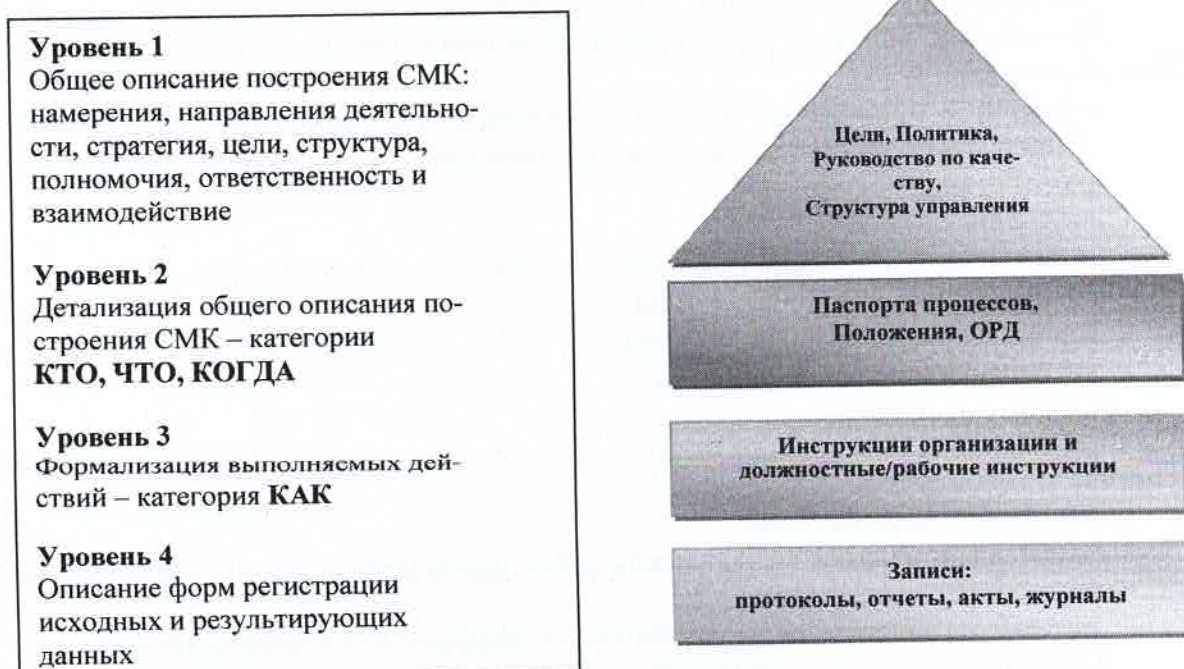 Уровень 1
Общее описание построения СМК:
намерения, направления деятельно-
сти, стратегия, цели, структура,
полномочия, ответственность и
взаимодействие
Уровень 2
Детализация общего описания по-
строения СМК – категории
КТО, ЧТО, КОГДА
Уровень 3
Формализация выполняемых дей-
ствий – категория КАК
Уровень 4
Описание форм регистрации
исходных и результирующих
данных
Цели, Политика,
Руководство по каче-
ству,
Структура управления
Паспорта процессов,
Положения, ОРД
Инструкции организации и
должностные/рабочие инструкции
Записи:
протоколы, отчеты, акты, журналы